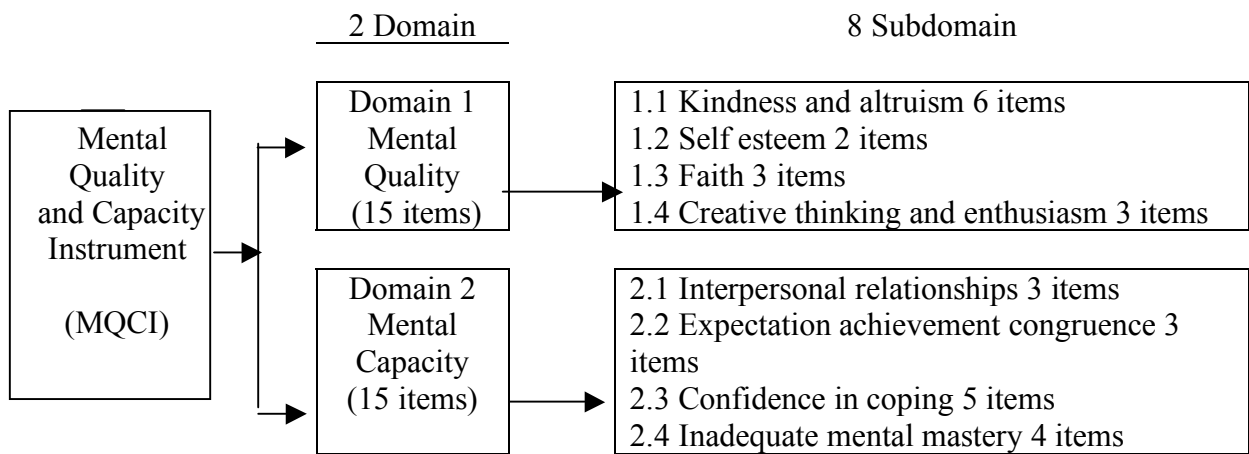 2 Domain
8 Subdomain
Mental
Quality
and Capacity
Instrument
(MQCI)
Domain 1
Mental
Quality
(15 items)
1.1 Kindness and altruism 6 items
1.2 Self esteem 2 items
1.3 Faith 3 items
1.4 Creative thinking and enthusiasm 3 items
Domain 2
Mental
Capacity
(15 items)
2.1 Interpersonal relationships 3 items
2.2 Expectation achievement congruence 3
items
2.3 Confidence in coping 5 items
2.4 Inadequate mental mastery 4 items